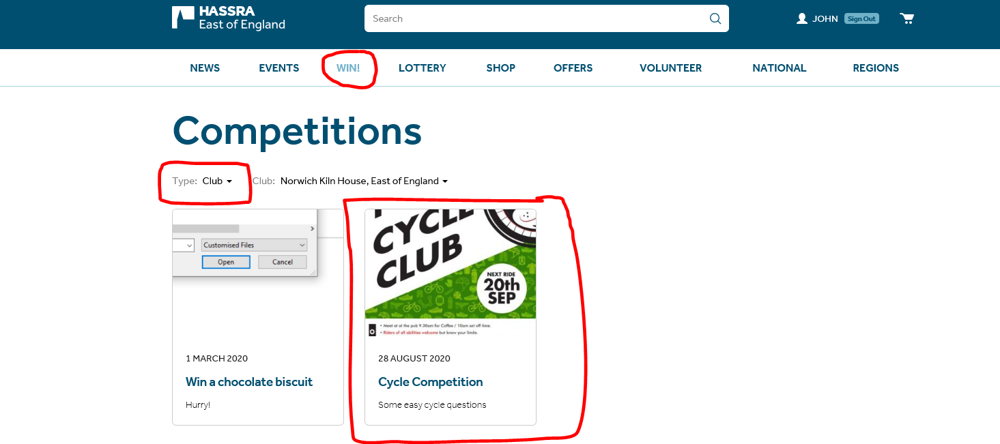 HASSRA
East of England
Search
JOHN Sign Out
NEWS EVENTS WIN! LOTTERY SHOP OFFERS VOLUNTEER NATIONAL REGIONS
Competitions
Type: Club Club: Norwich Kiln House, East of England
Customised Files
Open Cancel
1 MARCH 2020
Win a chocolate biscuit
Hurry!
CYCLE
CLUB
NEXT RIDE
20th
SEP
• Meet at at the pub 9.30am for Coffee / 10am set off time.
• Riders of all abilities welcome but know your limits.
28 AUGUST 2020
Cycle Competition
Some easy cycle questions